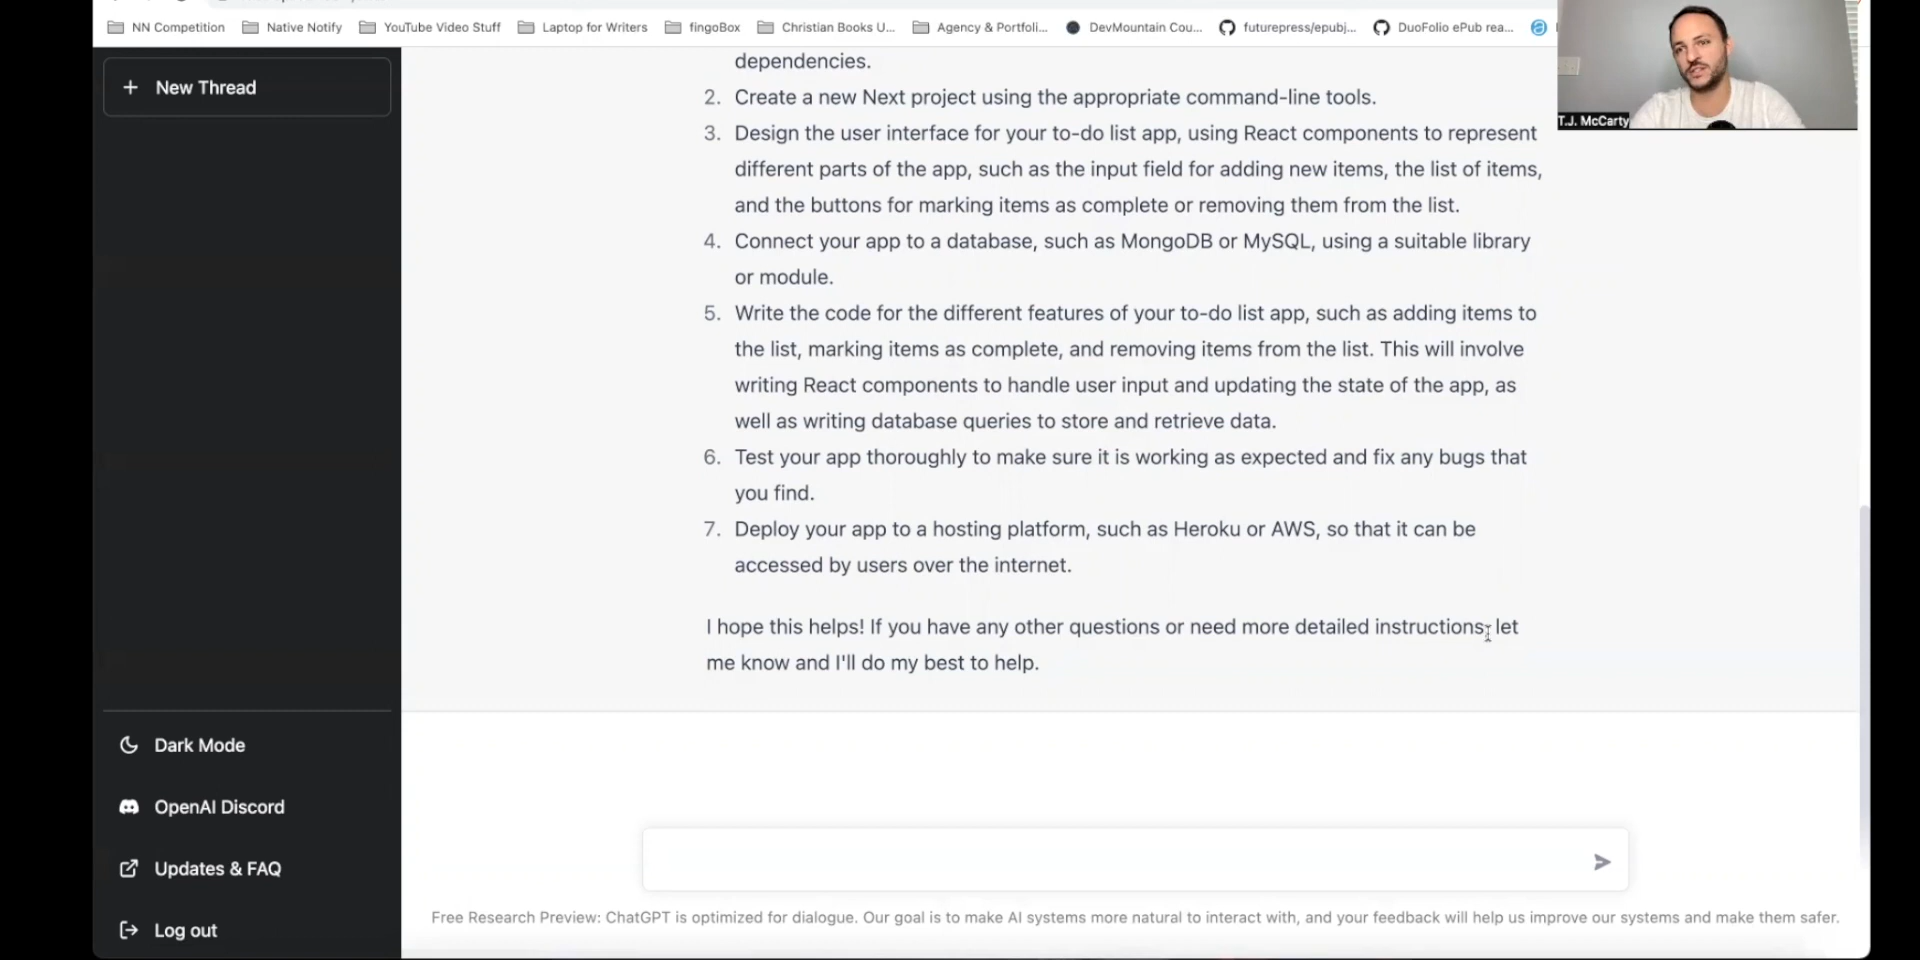 NN Competition
Native Notify
YouTube Video Stuff
Laptop for Writers
fingoBox
Christian Books U...
Agency & Portfoli...
DevMountain Cou...
futurepress/epubj...
DuoFolio ePub rea...
T.J. McCarty
New Thread
dependencies.
2. Create a new Next project using the appropriate command-line tools.
3. Design the user interface for your to-do list app, using React components to represent
different parts of the app, such as the input field for adding new items, the list of items,
and the buttons for marking items as complete or removing them from the list.
4. Connect your app to a database, such as MongoDB or MySQL, using a suitable library
or module.
5. Write the code for the different features of your to-do list app, such as adding items to
the list, marking items as complete, and removing items from the list. This will involve
writing React components to handle user input and updating the state of the app, as
well as writing database queries to store and retrieve data.
6. Test your app thoroughly to make sure it is working as expected and fix any bugs that
you find.
7. Deploy your app to a hosting platform, such as Heroku or AWS, so that it can be
accessed by users over the internet.
I hope this helps! If you have any other questions or need more detailed instructions, let
me know and I'll do my best to help.
Dark Mode
OpenAI Discord
Updates & FAQ
Log out
Free Research Preview: ChatGPT is optimized for dialogue. Our goal is to make AI systems more natural to interact with, and your feedback will help us improve our systems and make them safer.